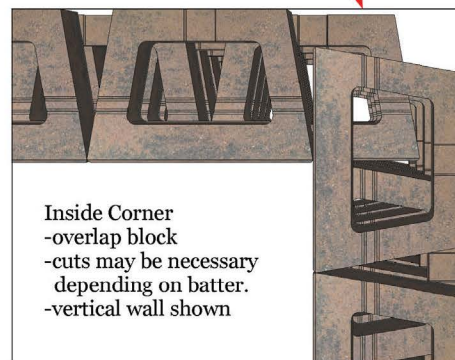 Inside Corner
-overlap block
-cuts may be necessary
depending on batter.
-vertical wall shown